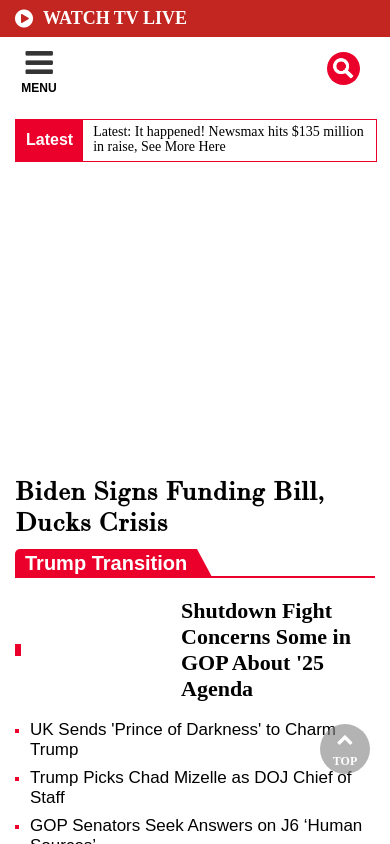 WATCH TV LIVE
MENU
Latest
Latest: It happened! Newsmax hits $135 million
in raise, See More Here
Biden Signs Funding Bill,
Ducks Crisis
Trump Transition
Shutdown Fight
Concerns Some in
GOP About '25
Agenda
UK Sends 'Prince of Darkness' to Charm
Trump
Trump Picks Chad Mizelle as DOJ Chief of
Staff
TOP
GOP Senators Seek Answers on J6 ‘Human
Sources’